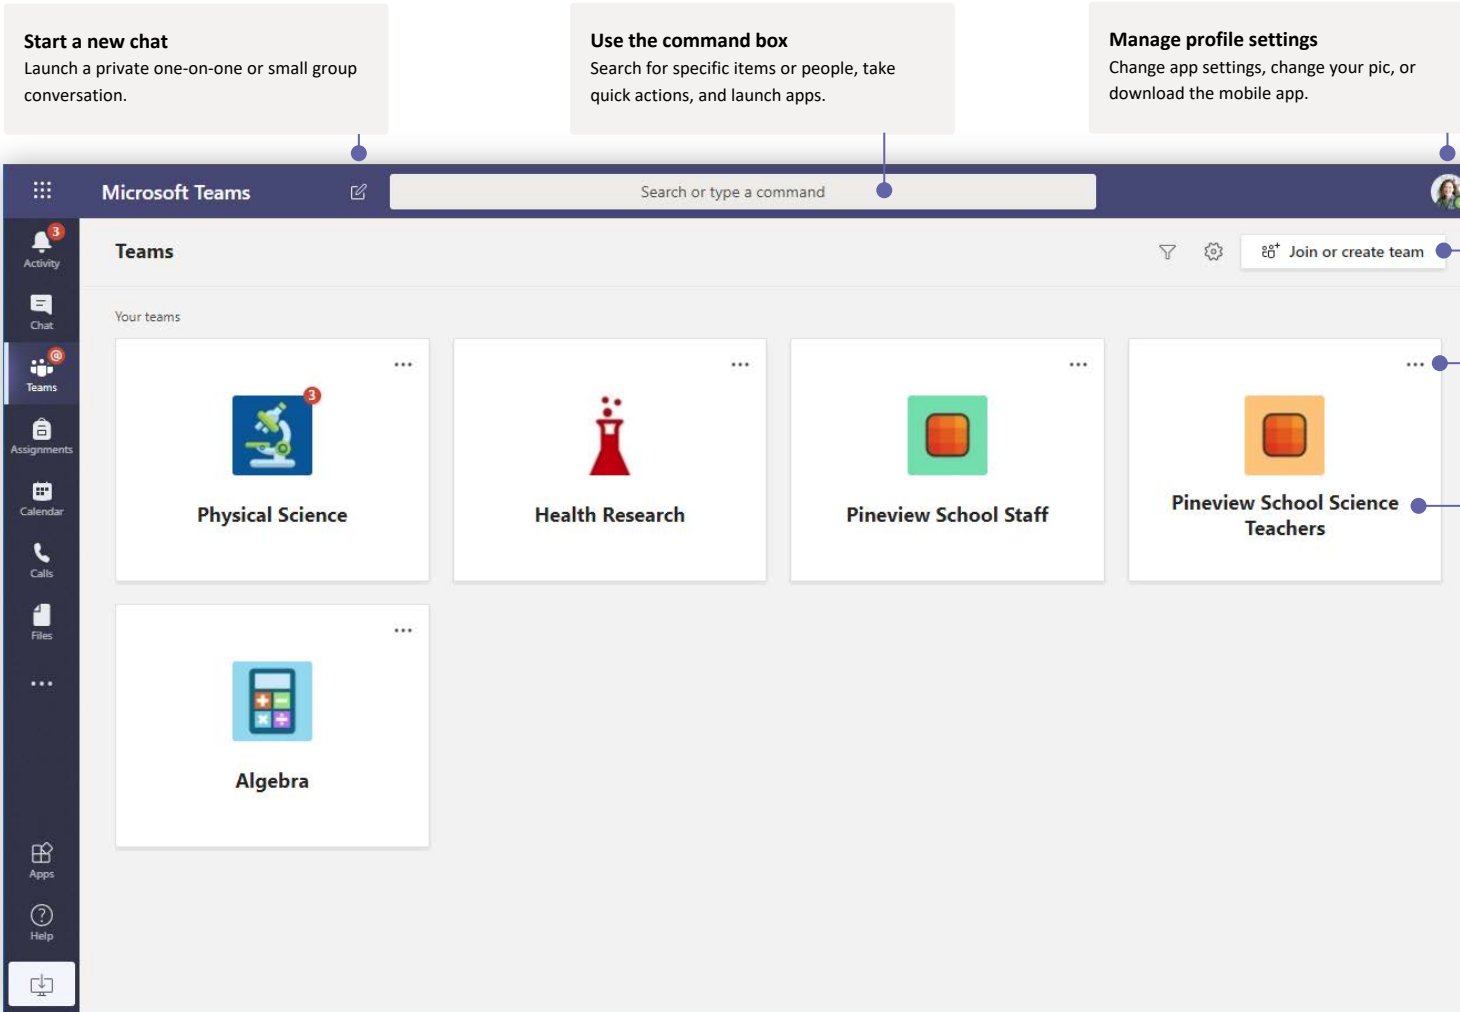 Start a new chat
Launch a private one-on-one or small group
conversation.
Use the command box
Search for specific items or people, take
quick actions, and launch apps.
Manage profile settings
Change app settings, change your pic, or
download the mobile app.
Microsoft Teams
Search or type a command
3
Activity
Chat
@
Teams
Assignments
Calendar
Calls
Files
...
Apps
Help
Teams
Join or create team
Your teams
...
3
Physical Science
...
Health Research
...
Pineview School Staff
...
Pineview School Science
Teachers
...
Algebra